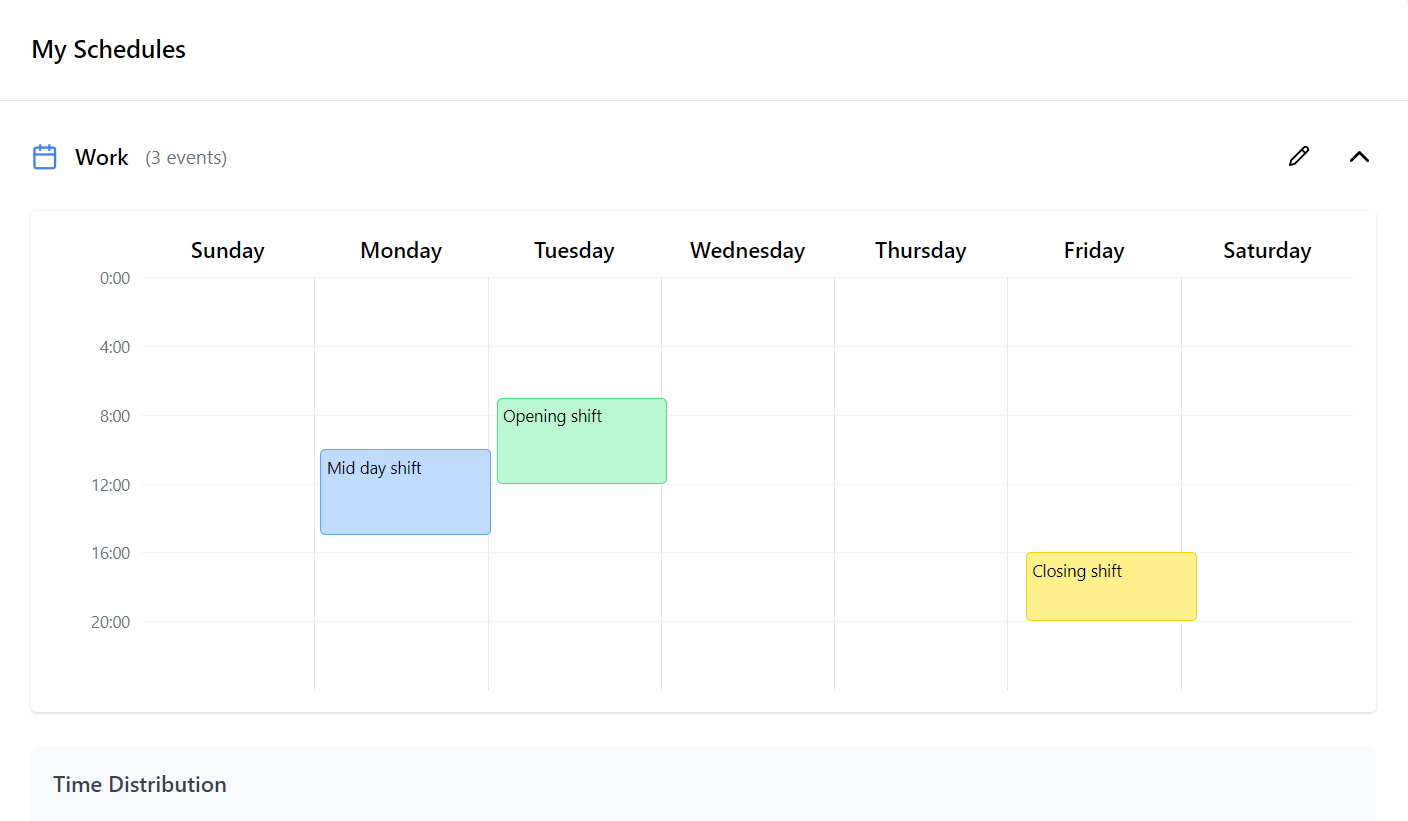 My Schedules
Work (3 events)
Sunday Monday Tuesday Wednesday Thursday Friday Saturday
0:00
4:00
8:00 Opening shift
Mid day shift
12:00
16:00
Closing shift
20:00
Time Distribution